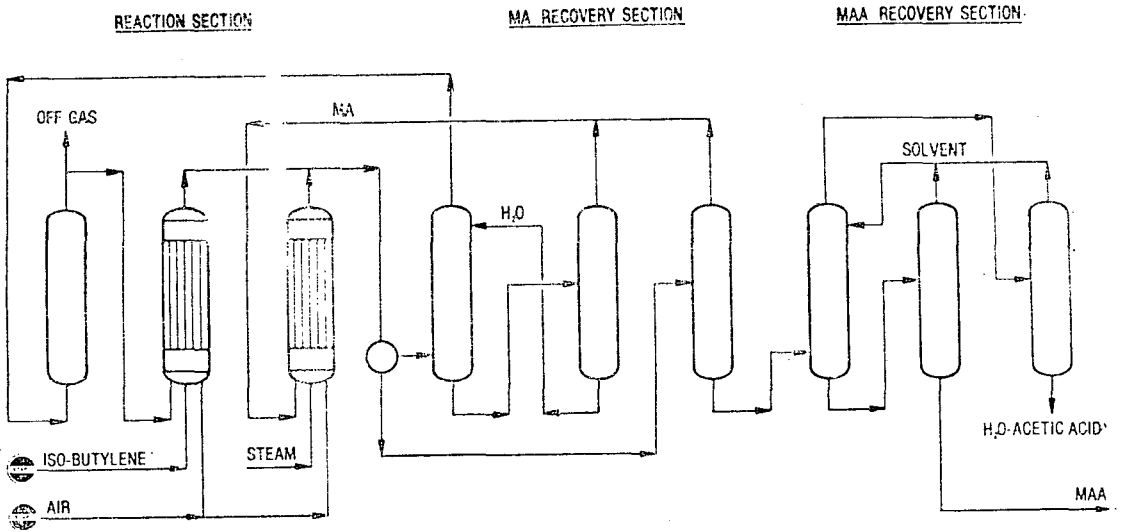 REACTION SECTION
MA RECOVERY SECTION
MAA RECOVERY SECTION
OFF GAS
MA
SOLVENT
H₂O
H₂O-ACETIC ACID
STEAM
ISO-BUTYLENE
AIR
MAA